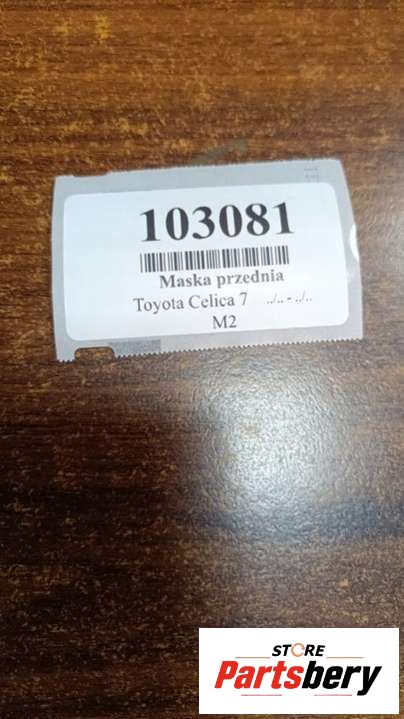 103081
Maska przednia
Toyota Celica 7 ../.. - ../..
M2
STORE
Partsbery